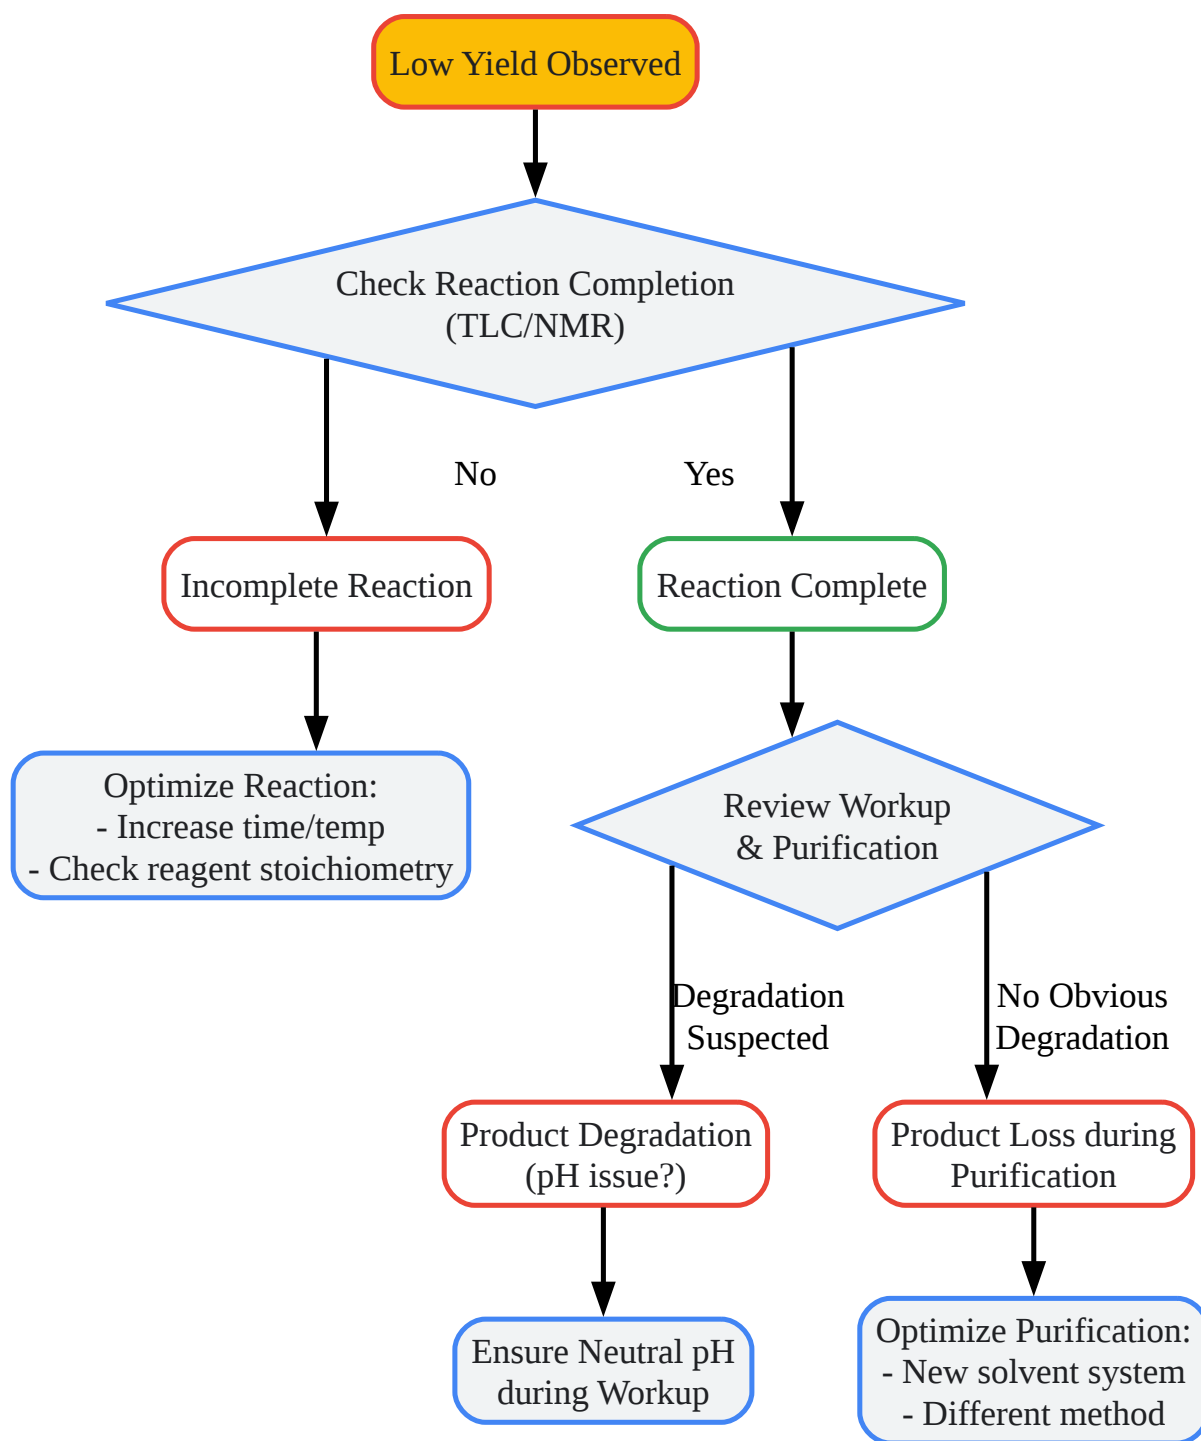 Low Yield Observed
Check Reaction Completion
(TLC/NMR)
No
Yes
Incomplete Reaction
Reaction Complete
Optimize Reaction:
- Increase time/temp
- Check reagent stoichiometry
Review Workup
& Purification
Degradation
Suspected
No Obvious
Degradation
Product Degradation
(pH issue?)
Product Loss during
Purification
Ensure Neutral pH
during Workup
Optimize Purification:
- New solvent system
- Different method